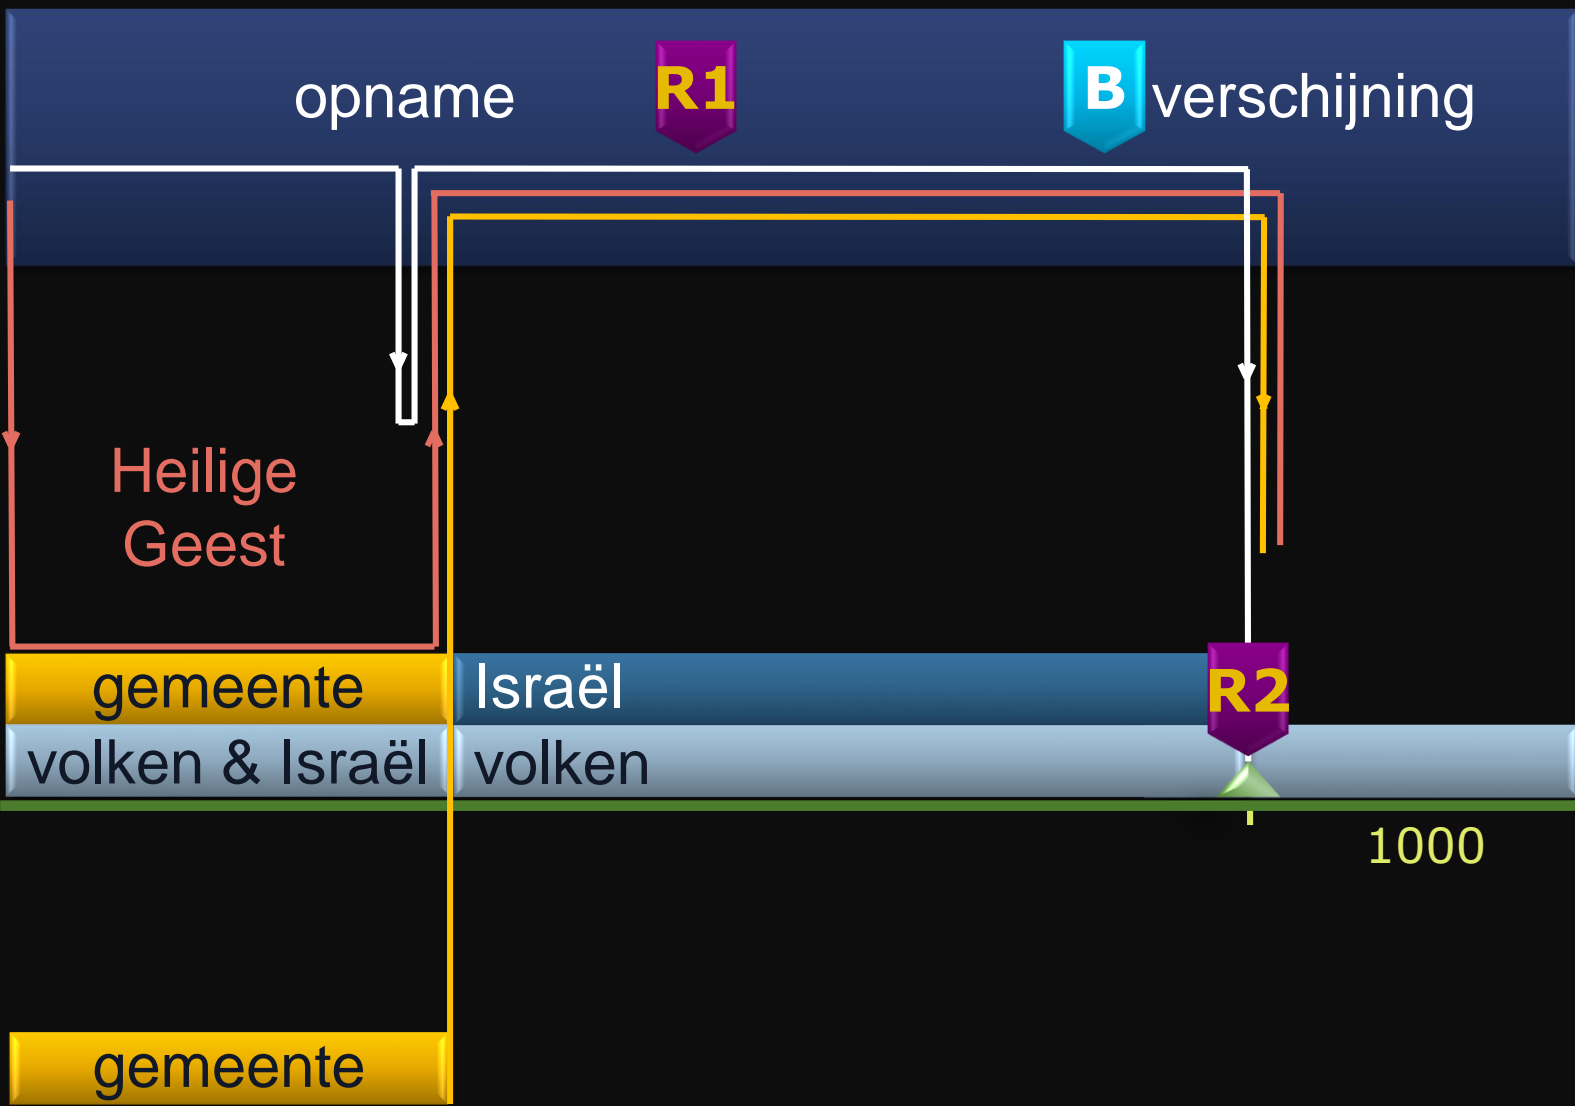 opname
R1
B
verschijning
Heilige
Geest
gemeente
Israël
R2
volken & Israël
volken
1000
gemeente